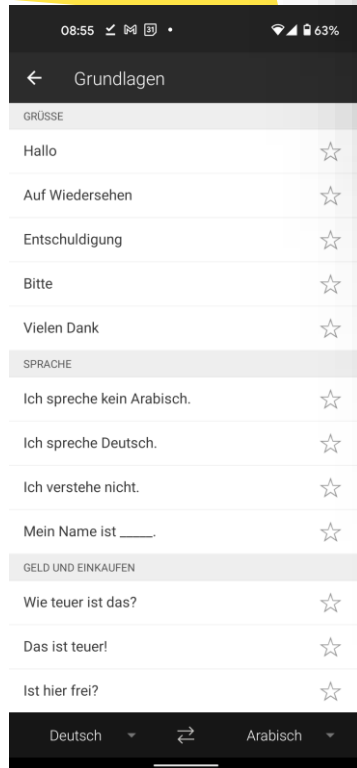 08:55 31 • 63%
Grundlagen
GRÜSSE
Hallo
Auf Wiedersehen
Entschuldigung
Bitte
Vielen Dank
SPRACHE
Ich spreche kein Arabisch.
Ich spreche Deutsch.
Ich verstehe nicht.
Mein Name ist _____.
GELD UND EINKAUFEN
Wie teuer ist das?
Das ist teuer!
Ist hier frei?
Deutsch Arabisch